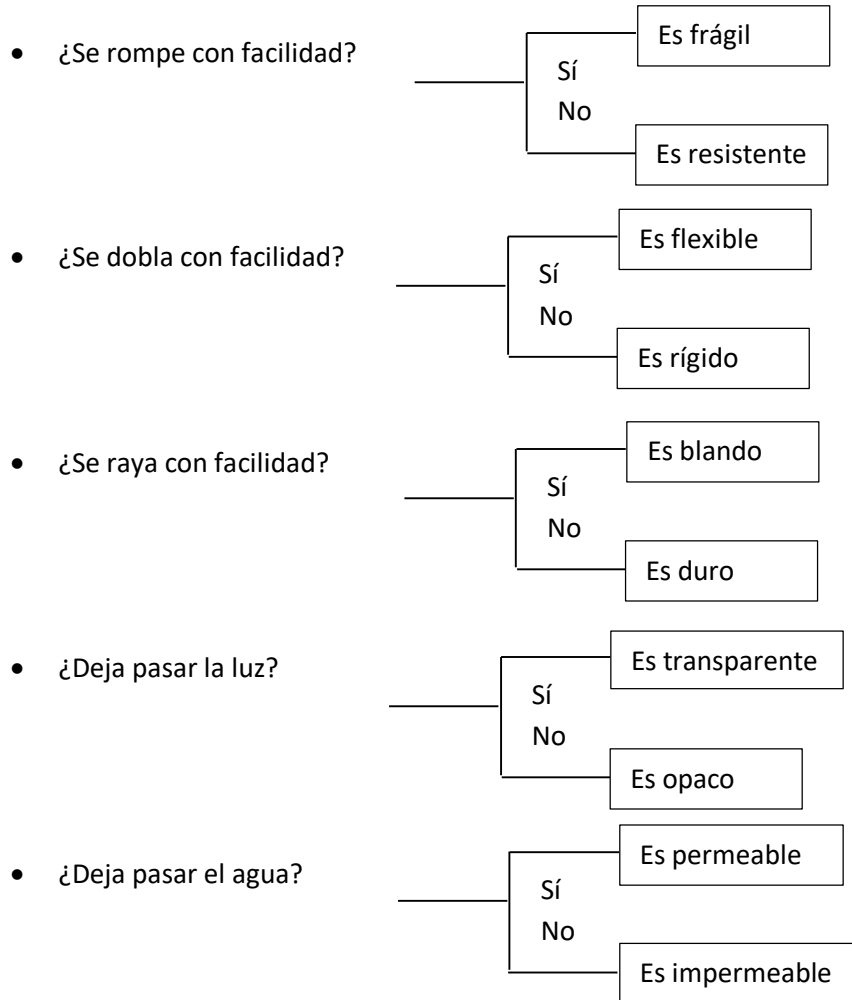 • ¿Se rompe con facilidad?
Es frágil
Sí
No
Es resistente
• ¿Se dobla con facilidad?
Es flexible
Sí
No
Es rígido
• ¿Se raya con facilidad?
Es blando
Sí
No
Es duro
• ¿Deja pasar la luz?
Es transparente
Sí
No
Es opaco
• ¿Deja pasar el agua?
Es permeable
Sí
No
Es impermeable